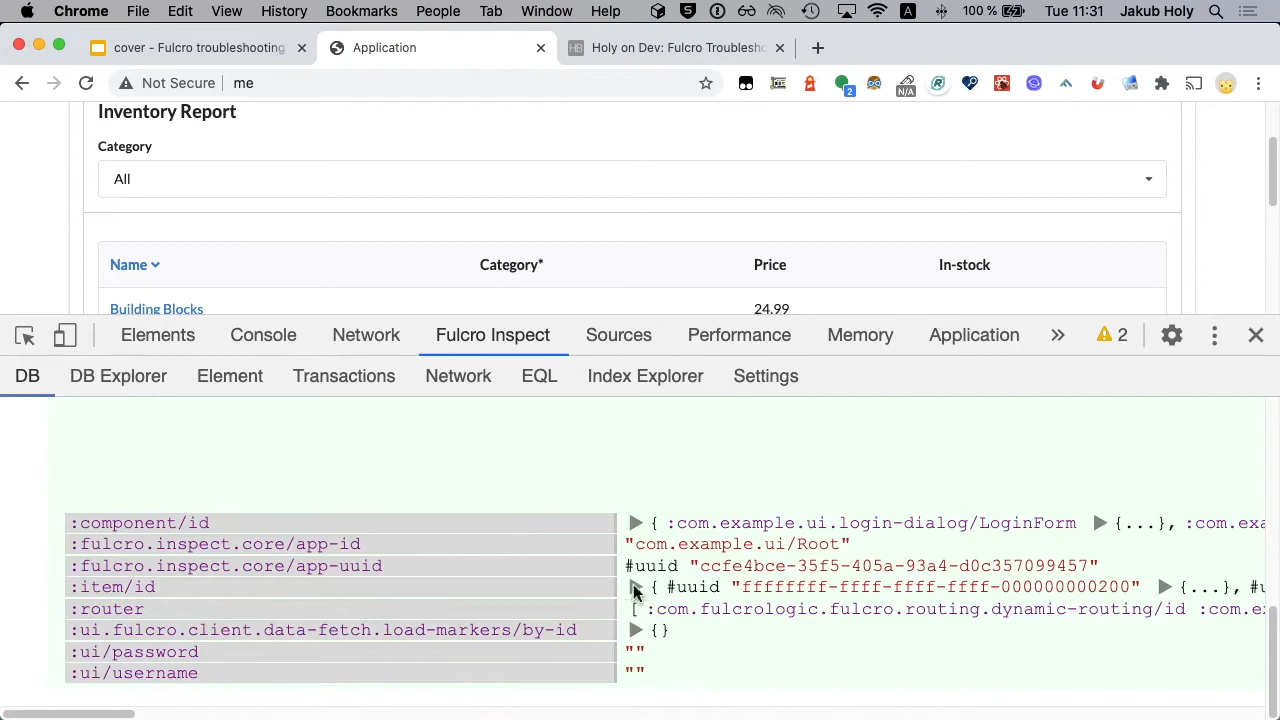 Chrome File Edit View History Bookmarks People Tab Window Help 100 % Tue 11:31 Jakub Holy
cover - Fulcro troubleshooting Application Holy on Dev: Fulcro Troublesho
Not Secure me 2 N/A
Inventory Report
Category
All
Name Category* Price In-stock
Building Blocks 24.99
Elements Console Network Fulcro Inspect Sources Performance Memory Application » 2
DB DB Explorer Element Transactions Network EQL Index Explorer Settings
:component/id { :com.example.ui.login-dialog/LoginForm {...}, :com.exa
:fulcro.inspect.core/app-id "com.example.ui/Root"
:fulcro.inspect.core/app-uuid #uuid "ccfe4bce-35f5-405a-93a4-d0c357099457"
:item/id { #uuid "ffffffff-ffff-ffff-ffff-000000000200" {...}, #u
:router [ :com.fulcrologic.fulcro.routing.dynamic-routing/id :com.ex
:ui.fulcro.client.data-fetch.load-markers/by-id {}
:ui/password ""
:ui/username ""